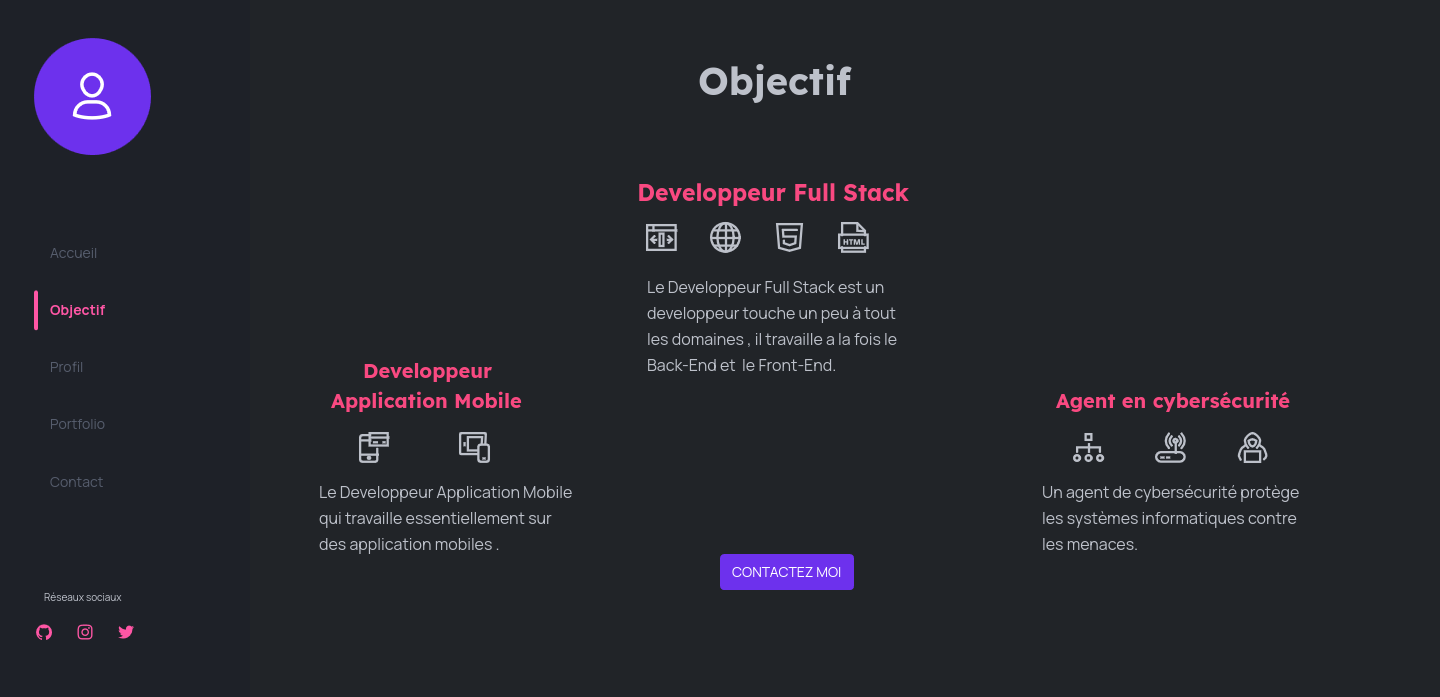 Accueil
Objectif
Profil
Portfolio
Contact
Réseaux sociaux
Objectif
Developpeur Full Stack
HTML
Le Developpeur Full Stack est un
developpeur touche un peu à tout
les domaines , il travaille a la fois le
Back-End et  le Front-End.
Developpeur
Application Mobile
Le Developpeur Application Mobile
qui travaille essentiellement sur
des application mobiles .
Agent en cybersécurité
Un agent de cybersécurité protège
les systèmes informatiques contre
les menaces.
CONTACTEZ MOI